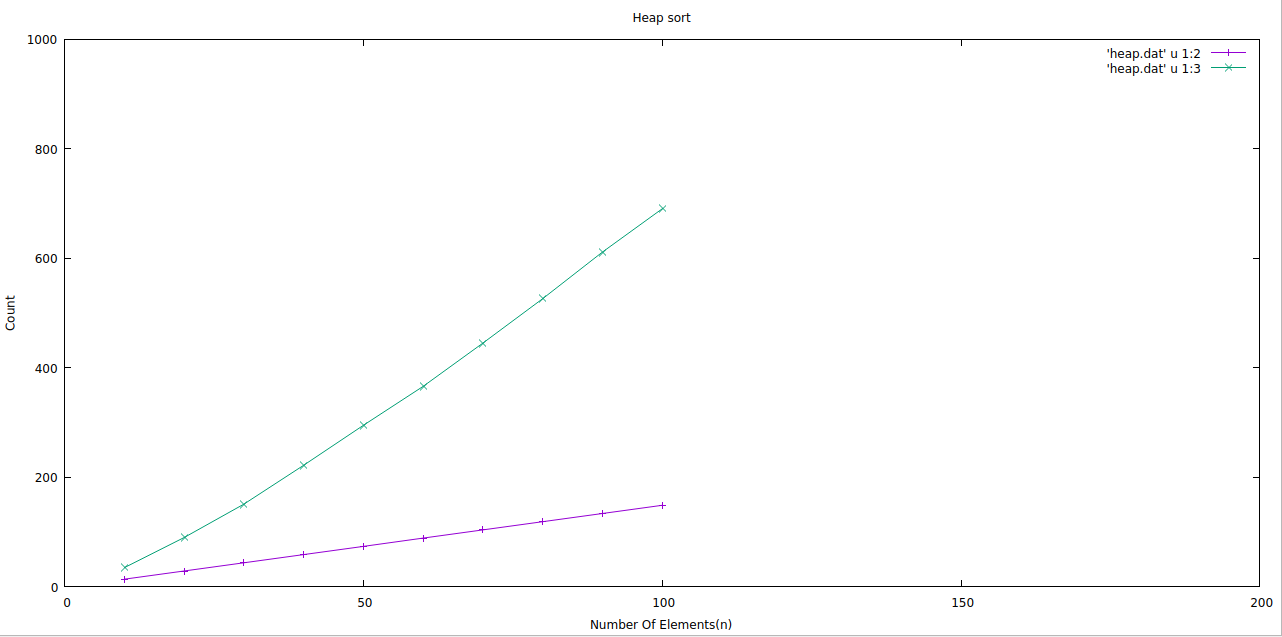 Heap sort
1000
800
600
400
200
0
'heap.dat' u 1:2
'heap.dat' u 1:3
Count
0 50 100 150 200
Number Of Elements(n)